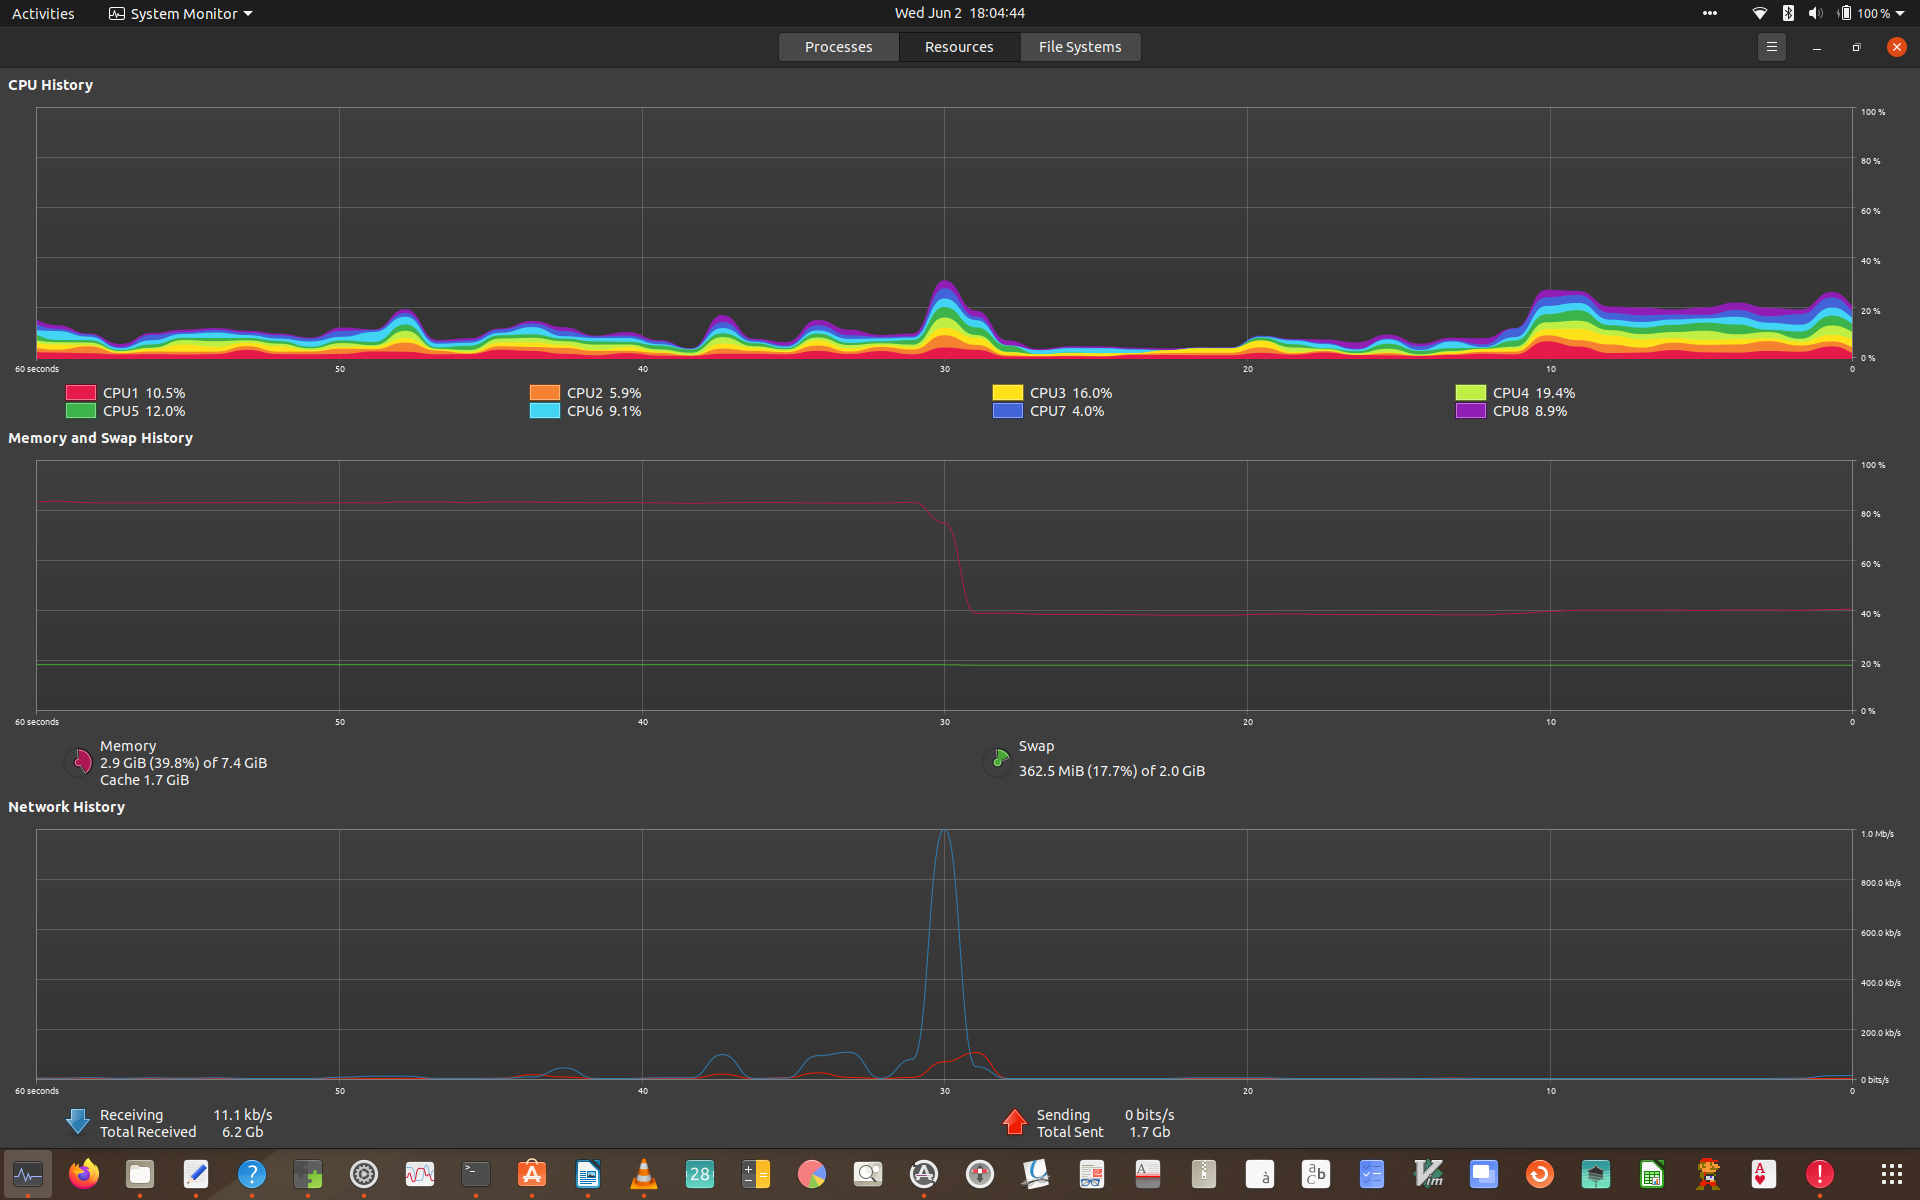 Activities System Monitor Wed Jun 2 18:04:44 100 %
Processes Resources File Systems
CPU History
100 %
80 %
60 %
40 %
20 %
0 %
60 seconds 50 40 30 20 10 0
CPU1 10.5% CPU2 5.9% CPU3 16.0% CPU4 19.4%
CPU5 12.0% CPU6 9.1% CPU7 4.0% CPU8 8.9%
Memory and Swap History
100 %
80 %
60 %
40 %
20 %
0 %
60 seconds 50 40 30 20 10 0
Memory
2.9 GiB (39.8%) of 7.4 GiB
Cache 1.7 GiB
Swap
362.5 MiB (17.7%) of 2.0 GiB
Network History
1.0 Mb/s
800.0 kb/s
600.0 kb/s
400.0 kb/s
200.0 kb/s
0 bits/s
60 seconds 50 40 30 20 10 0
Receiving 11.1 kb/s
Total Received 6.2 Gb
Sending 0 bits/s
Total Sent 1.7 Gb
28